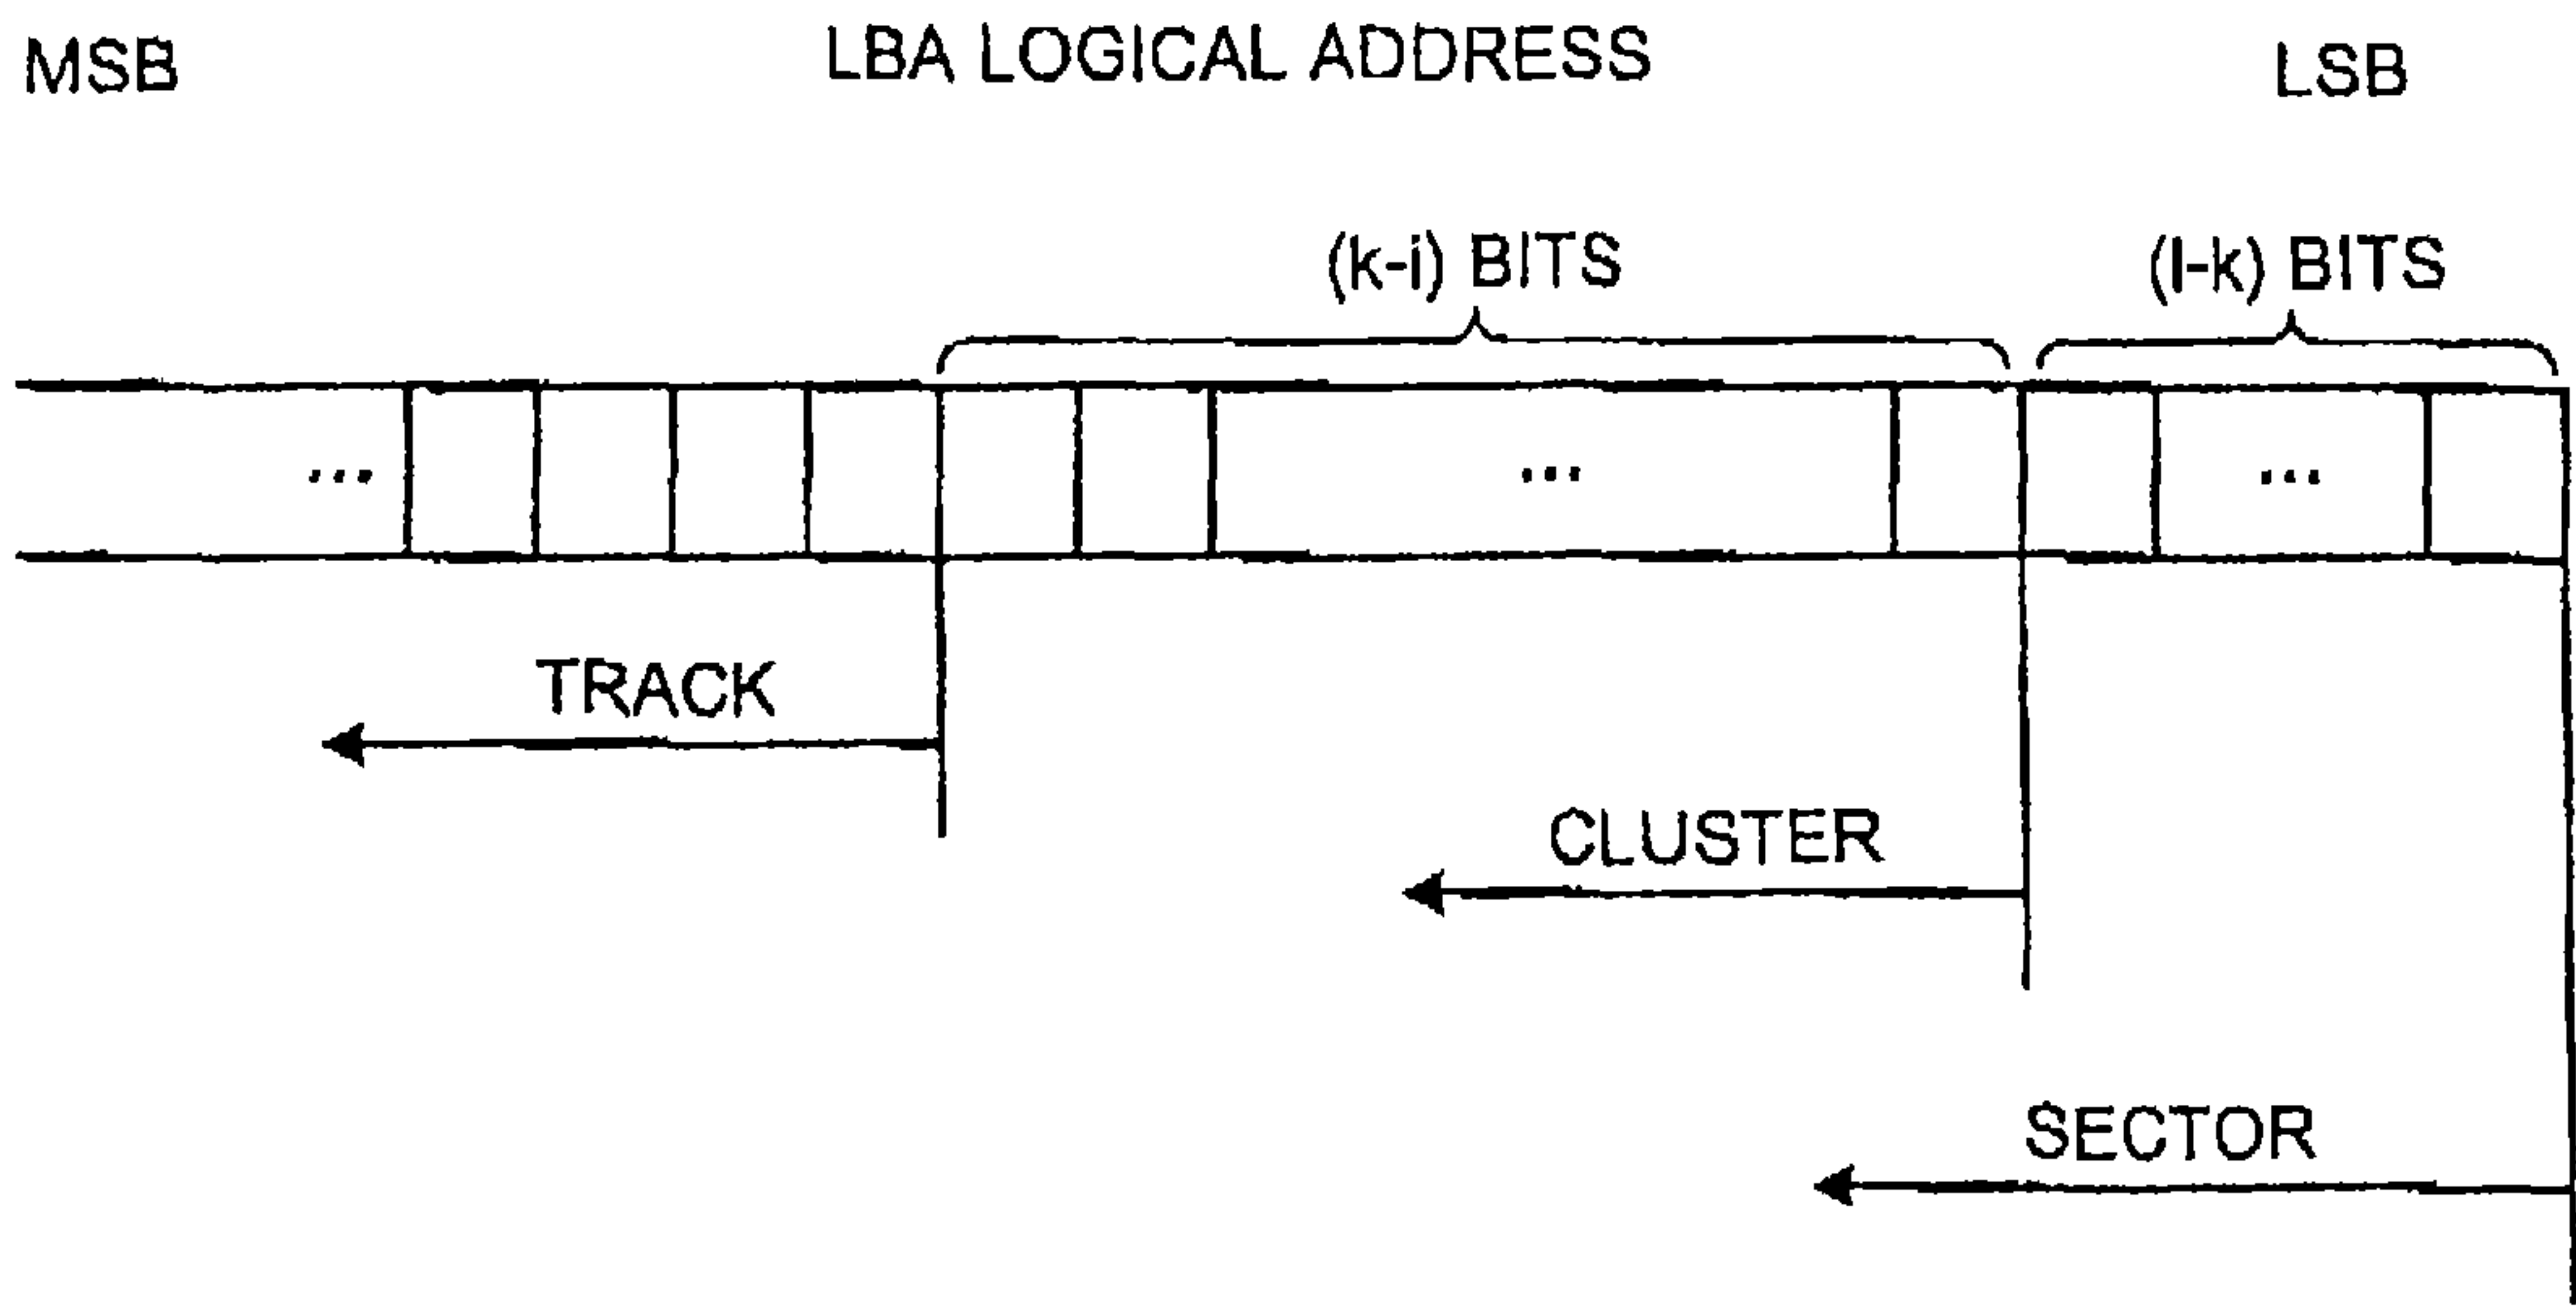 MSB LBA LOGICAL ADDRESS LSB
(k-i) BITS (l-k) BITS
... ... ...
TRACK
CLUSTER
SECTOR